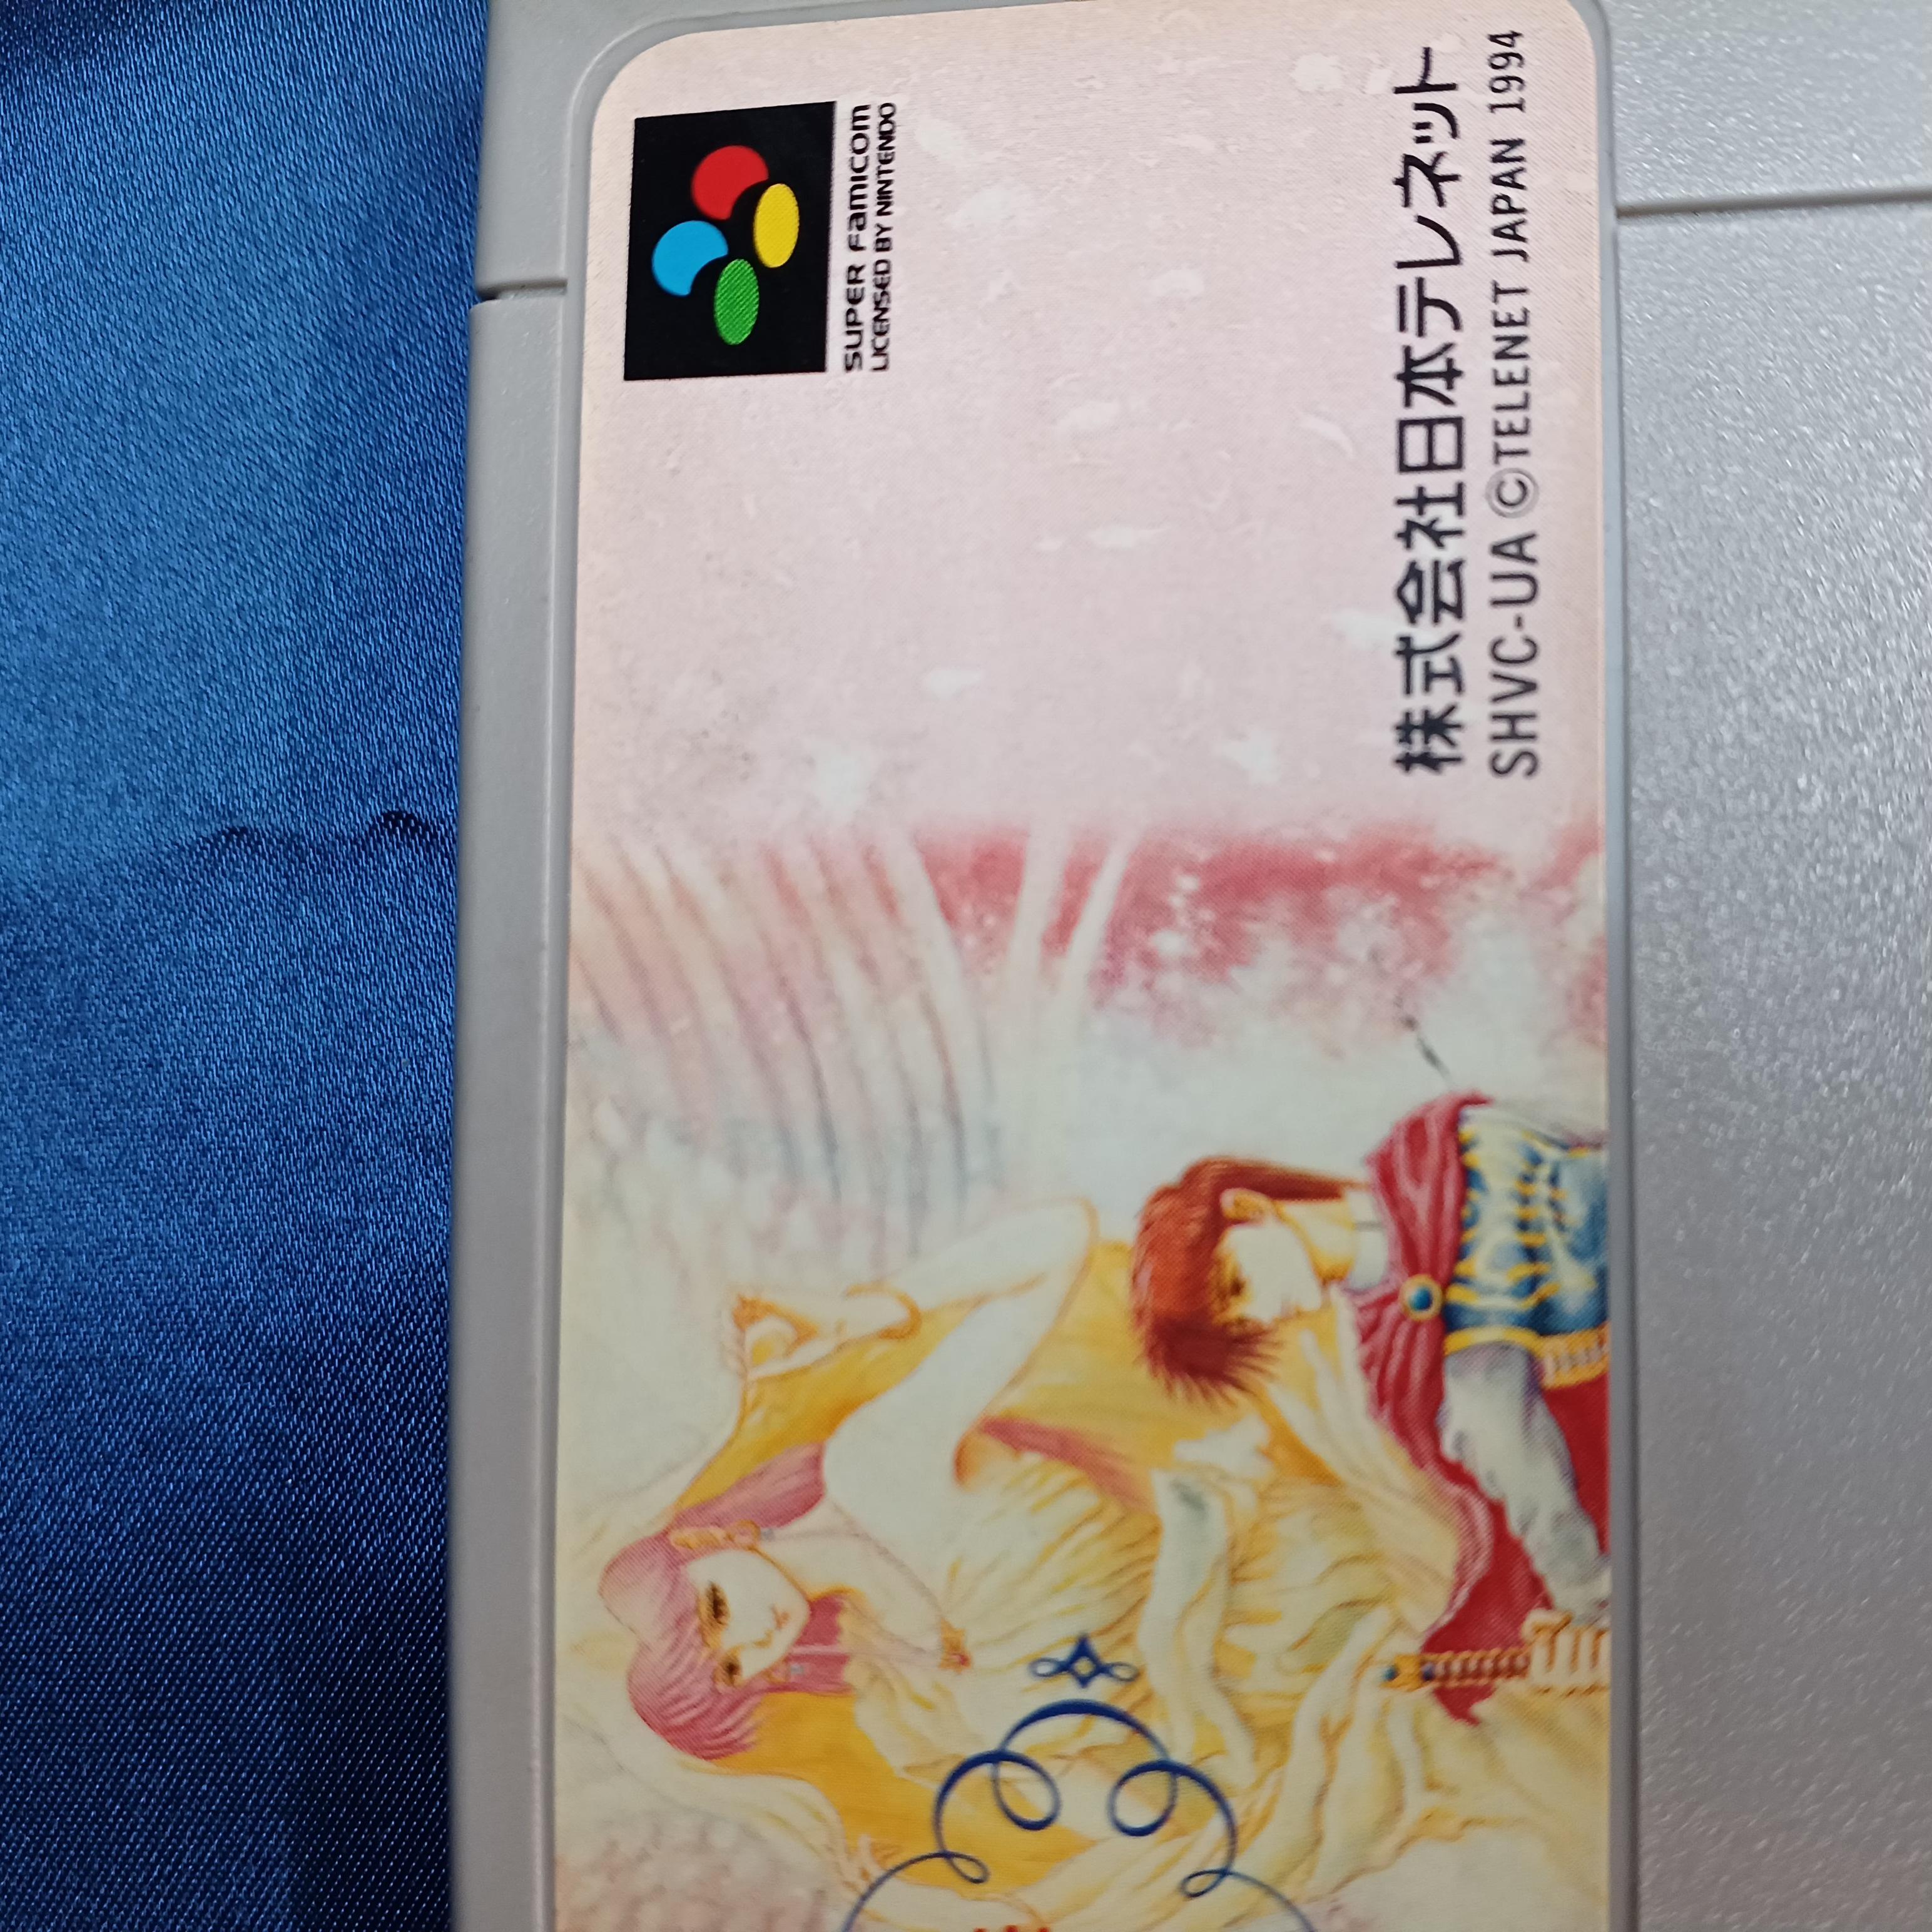 SUPER Famicom
LICENSED BY NINTENDO
株式会社日本テレネット
SHVC-UA ©TELENET JAPAN 1994